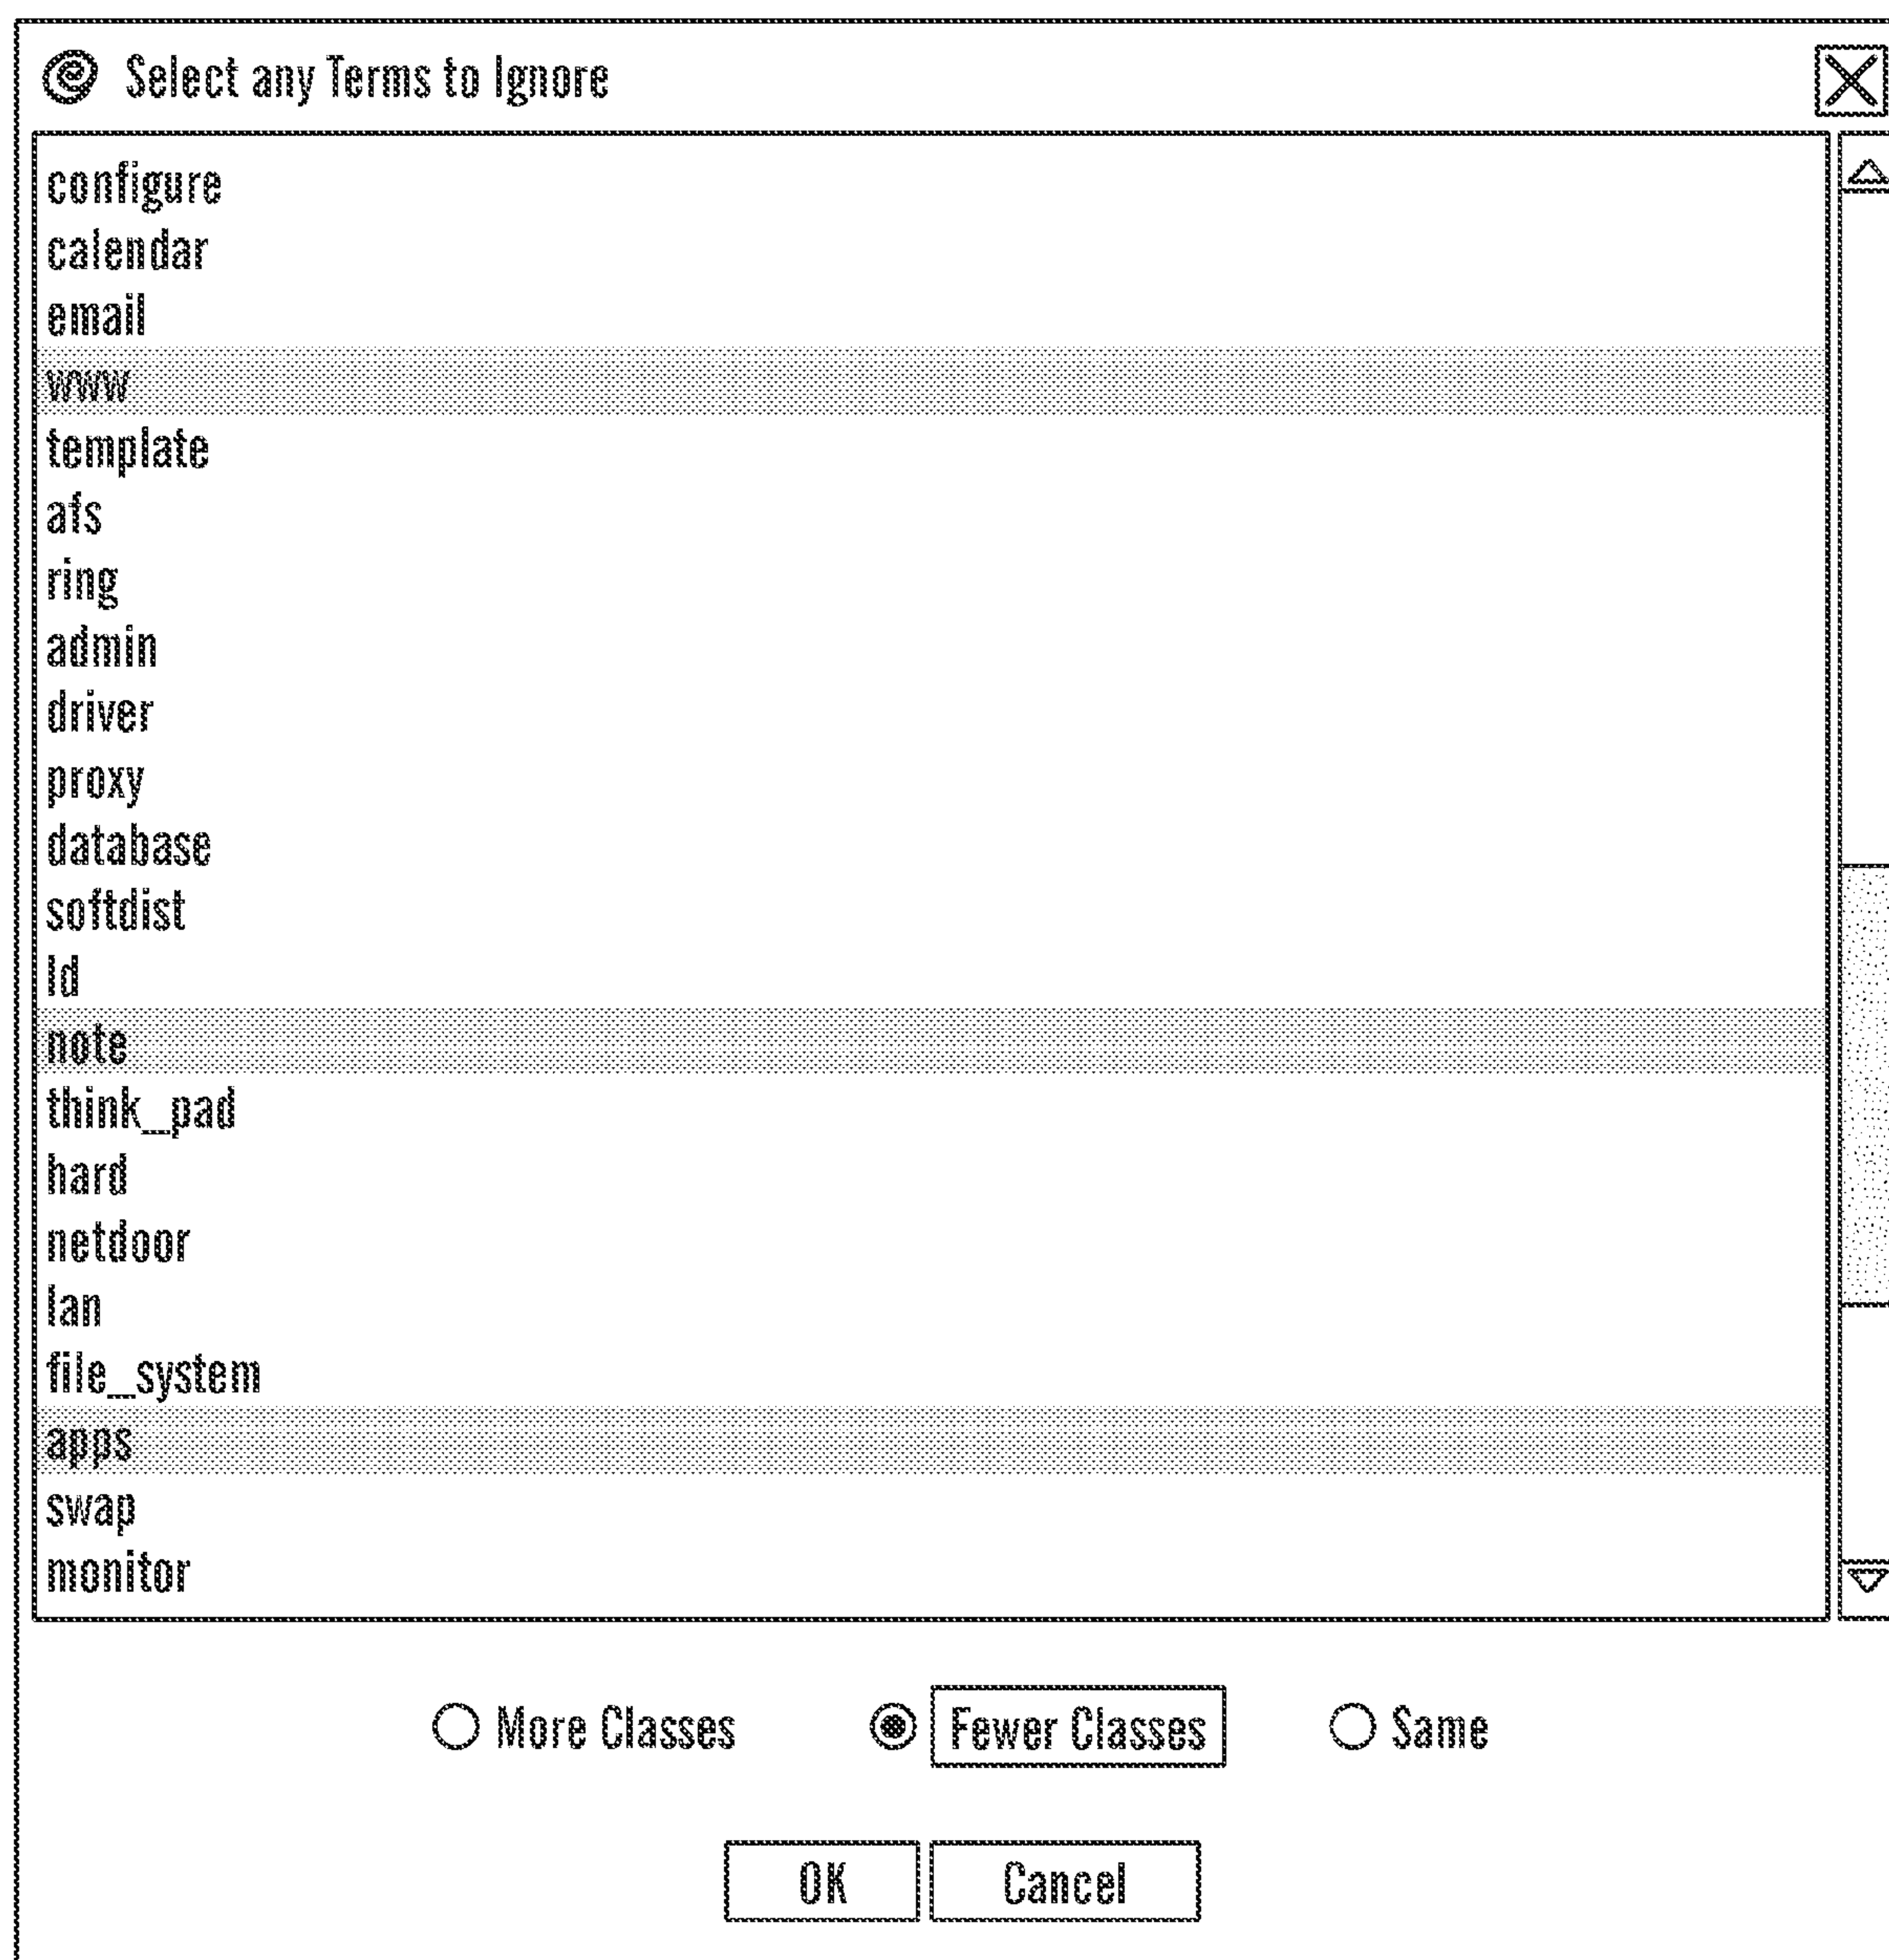 Select any Terms to Ignore
configure
calendar
email
www
template
afs
ring
admin
driver
proxy
database
softdist
id
note
think_pad
hard
netdoor
lan
file_system
apps
swap
monitor
More Classes Fewer Classes Same
OK Cancel